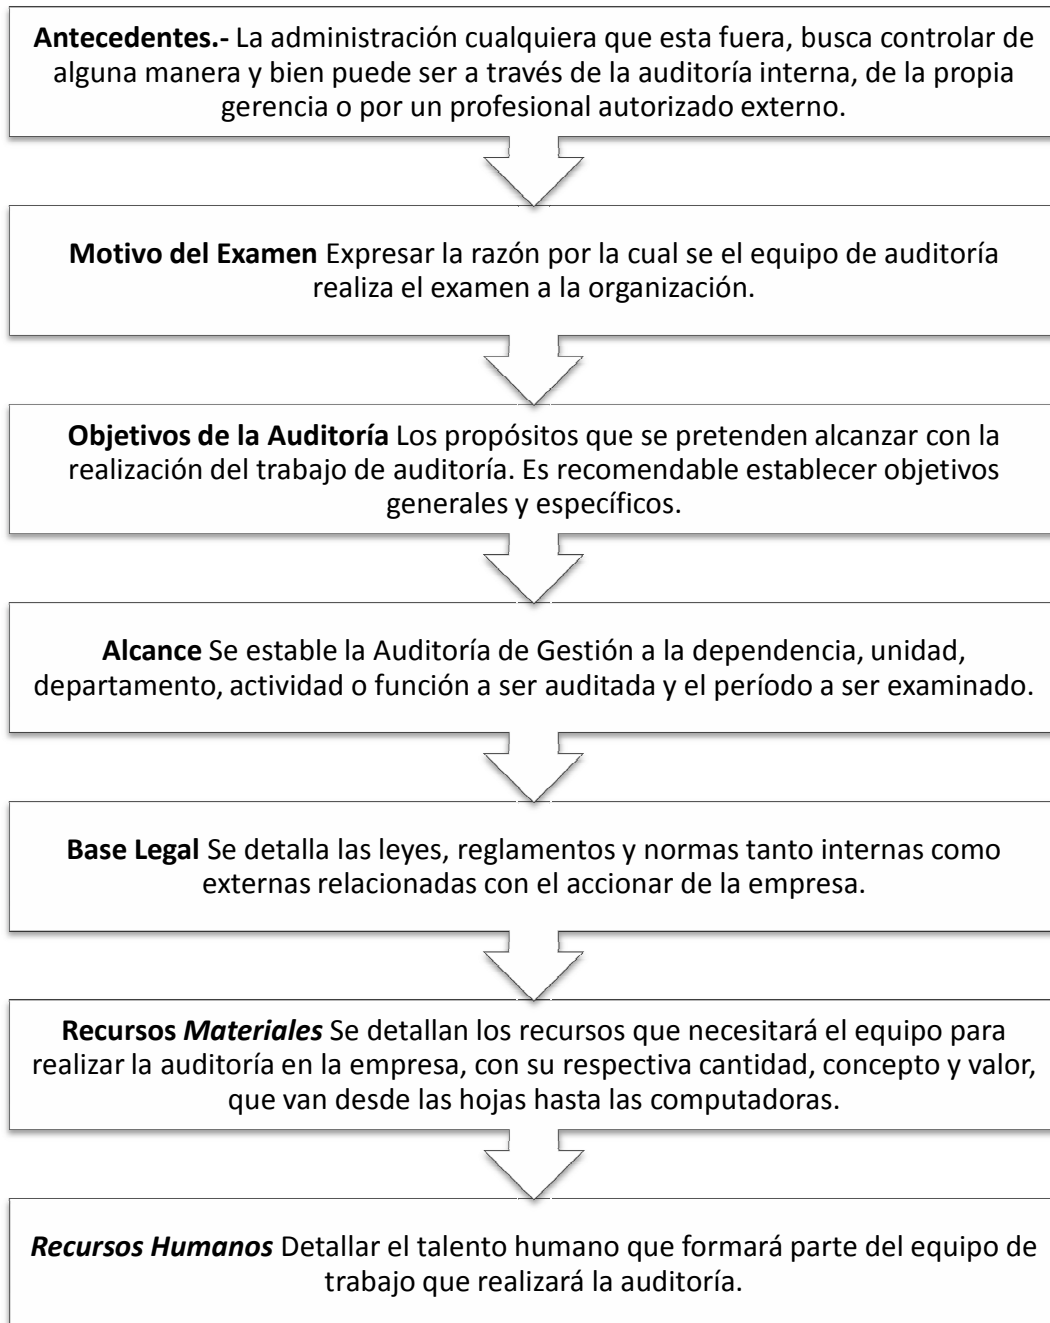 Antecedentes.- La administración cualquiera que esta fuera, busca controlar de
alguna manera y bien puede ser a través de la auditoría interna, de la propia
gerencia o por un profesional autorizado externo.
Motivo del Examen Expresar la razón por la cual se el equipo de auditoría
realiza el examen a la organización.
Objetivos de la Auditoría Los propósitos que se pretenden alcanzar con la
realización del trabajo de auditoría. Es recomendable establecer objetivos
generales y específicos.
Alcance Se estable la Auditoría de Gestión a la dependencia, unidad,
departamento, actividad o función a ser auditada y el período a ser examinado.
Base Legal Se detalla las leyes, reglamentos y normas tanto internas como
externas relacionadas con el accionar de la empresa.
Recursos Materiales Se detallan los recursos que necesitará el equipo para
realizar la auditoría en la empresa, con su respectiva cantidad, concepto y valor,
que van desde las hojas hasta las computadoras.
Recursos Humanos Detallar el talento humano que formará parte del equipo de
trabajo que realizará la auditoría.